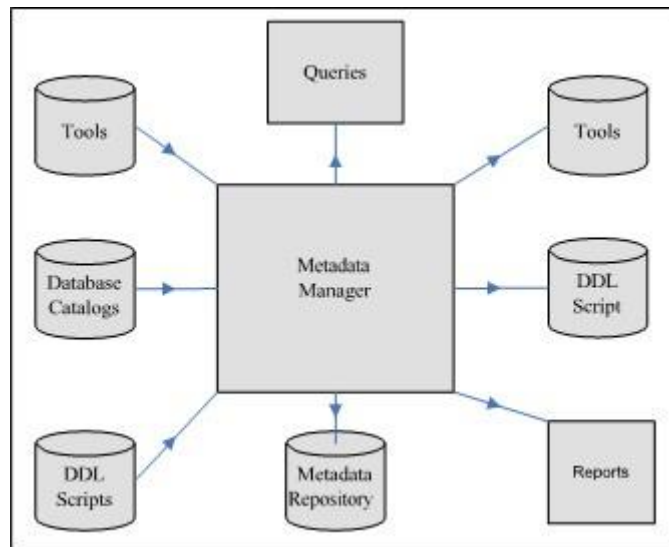 Queries
Tools
Tools
Database
Catalogs
Metadata
Manager
DDL
Script
DDL
Scripts
Metadata
Repository
Reports